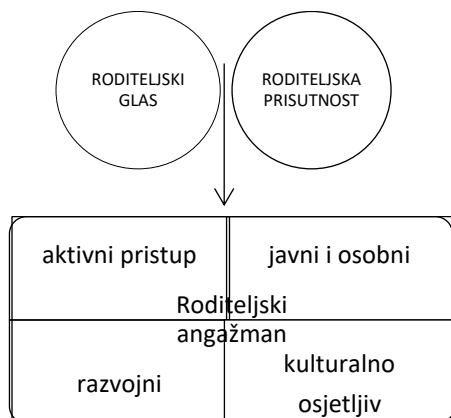 RODITELJSKI
GLAS
RODITELJSKA
PRISUTNOST
aktivni pristup
javni i osobni
Roditeljski
angažman
razvojni
kulturalno
osjetljiv